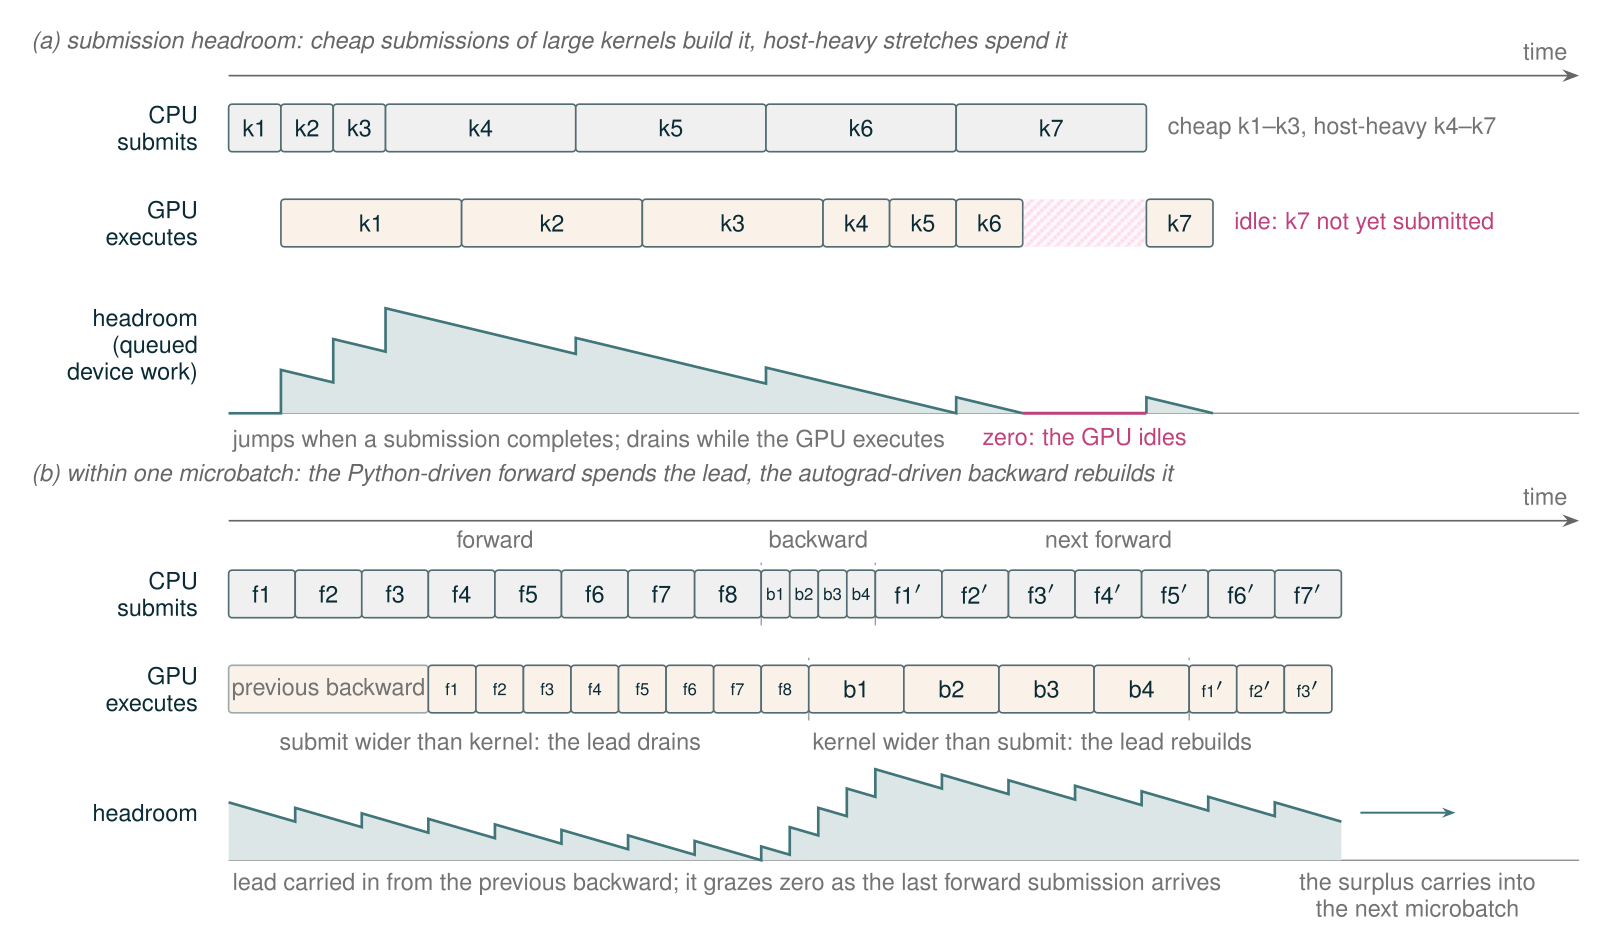 (a) submission headroom: cheap submissions of large kernels build it, host-heavy stretches spend it
time
CPU
submits
k1 k2 k3 k4 k5 k6 k7
cheap k1–k3, host-heavy k4–k7
GPU
executes
k1 k2 k3 k4 k5 k6 k7
idle: k7 not yet submitted
headroom
(queued
device work)
jumps when a submission completes; drains while the GPU executes
zero: the GPU idles
(b) within one microbatch: the Python-driven forward spends the lead, the autograd-driven backward rebuilds it
time
forward backward next forward
CPU
submits
f1 f2 f3 f4 f5 f6 f7 f8 b1 b2 b3 b4 f1′ f2′ f3′ f4′ f5′ f6′ f7′
GPU
executes
previous backward f1 f2 f3 f4 f5 f6 f7 f8 b1 b2 b3 b4 f1′ f2′ f3′
submit wider than kernel: the lead drains
kernel wider than submit: the lead rebuilds
headroom
lead carried in from the previous backward; it grazes zero as the last forward submission arrives
the surplus carries into
the next microbatch